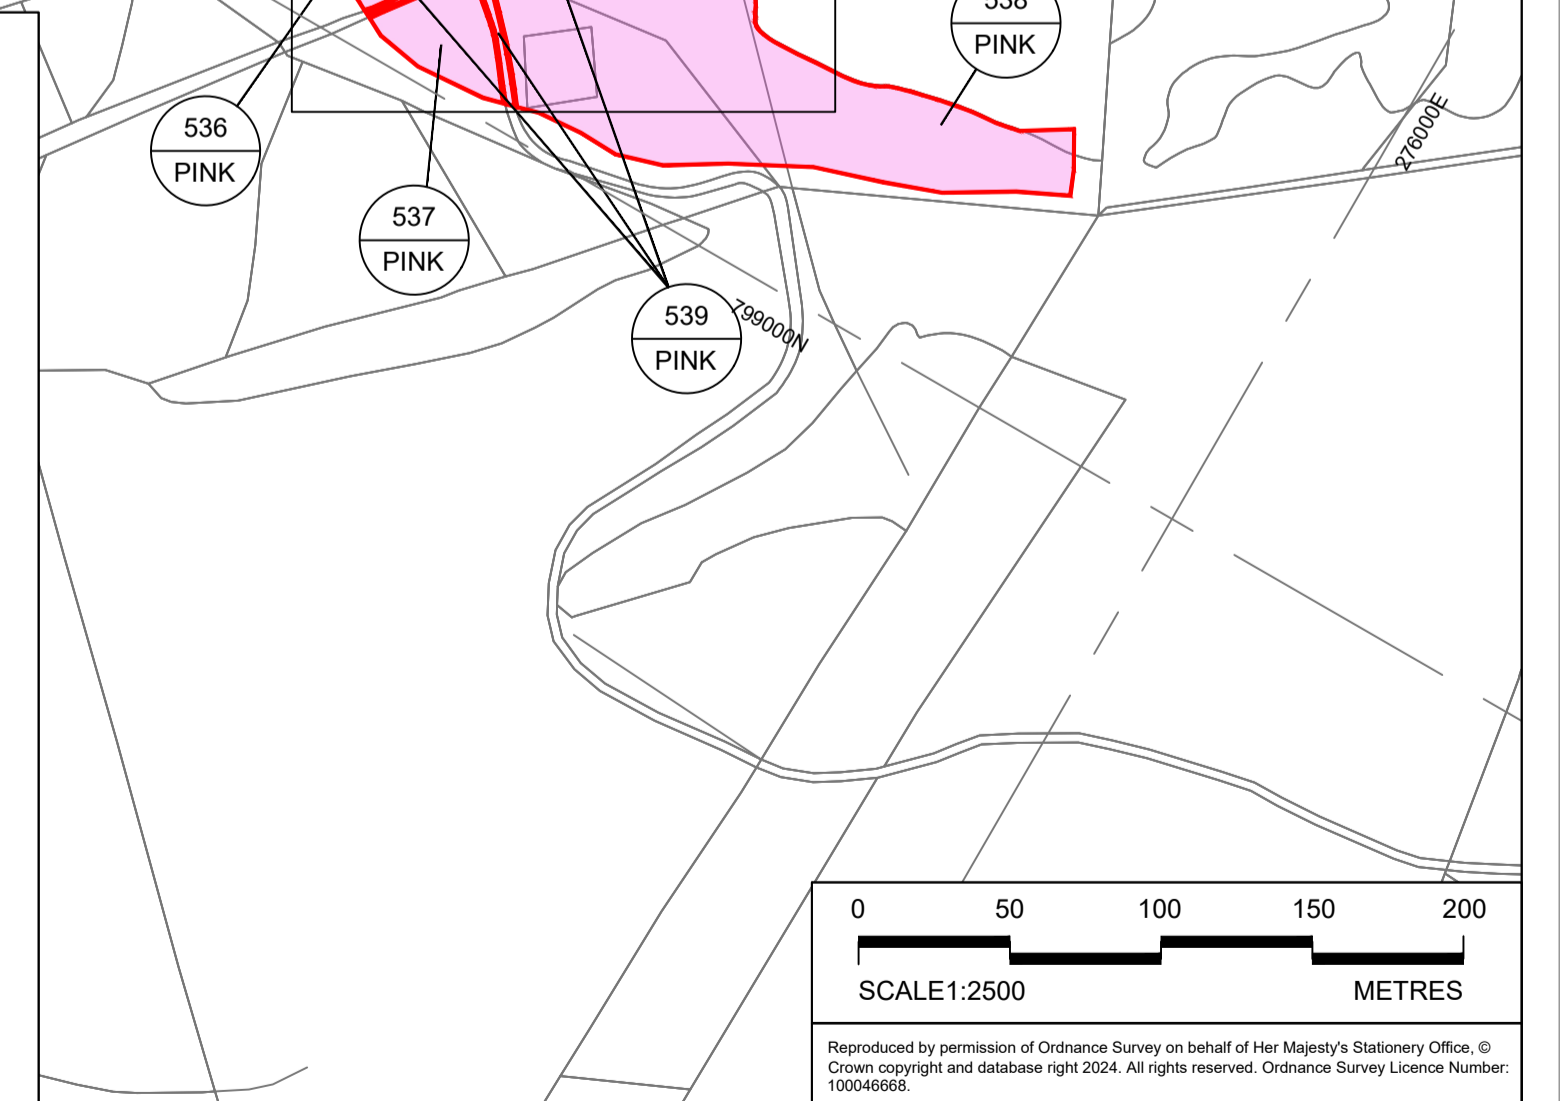 538
PINK
536
PINK
537
PINK
539
PINK
276000E
799000N
0 50 100 150 200
SCALE1:2500 METRES
Reproduced by permission of Ordnance Survey on behalf of Her Majesty's Stationery Office, ©
Crown copyright and database right 2024. All rights reserved. Ordnance Survey Licence Number:
100046668.